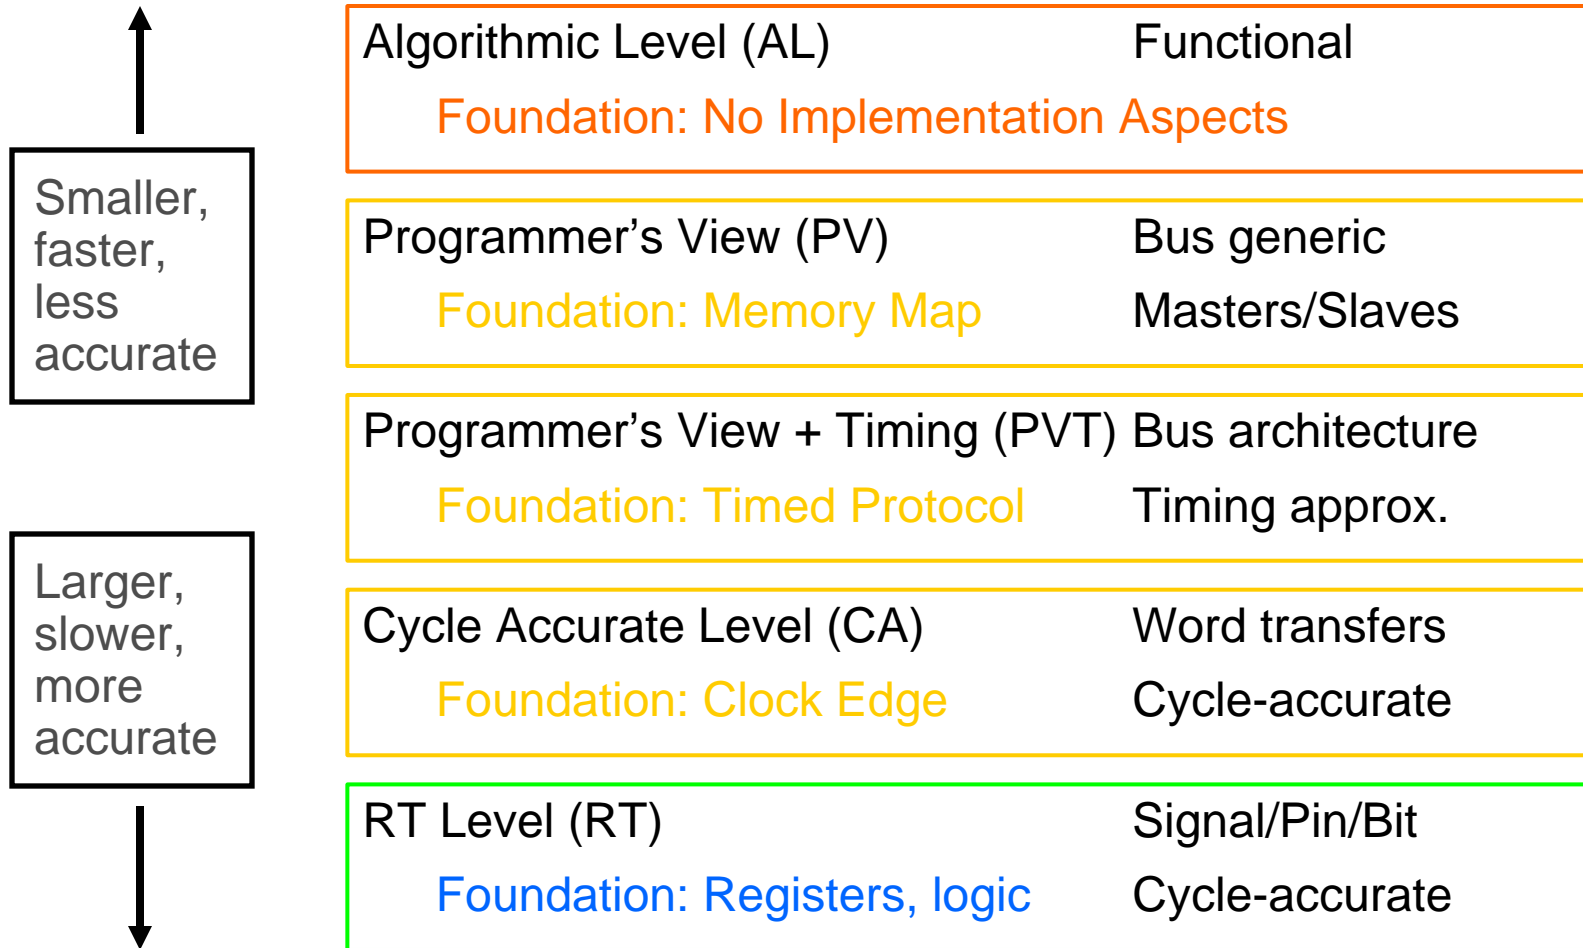 Algorithmic Level (AL) Functional
Foundation: No Implementation Aspects
Smaller,
faster,
less
accurate
Programmer’s View (PV) Bus generic
Foundation: Memory Map Masters/Slaves
Programmer’s View + Timing (PVT) Bus architecture
Foundation: Timed Protocol Timing approx.
Larger,
slower,
more
accurate
Cycle Accurate Level (CA) Word transfers
Foundation: Clock Edge Cycle-accurate
RT Level (RT) Signal/Pin/Bit
Foundation: Registers, logic Cycle-accurate